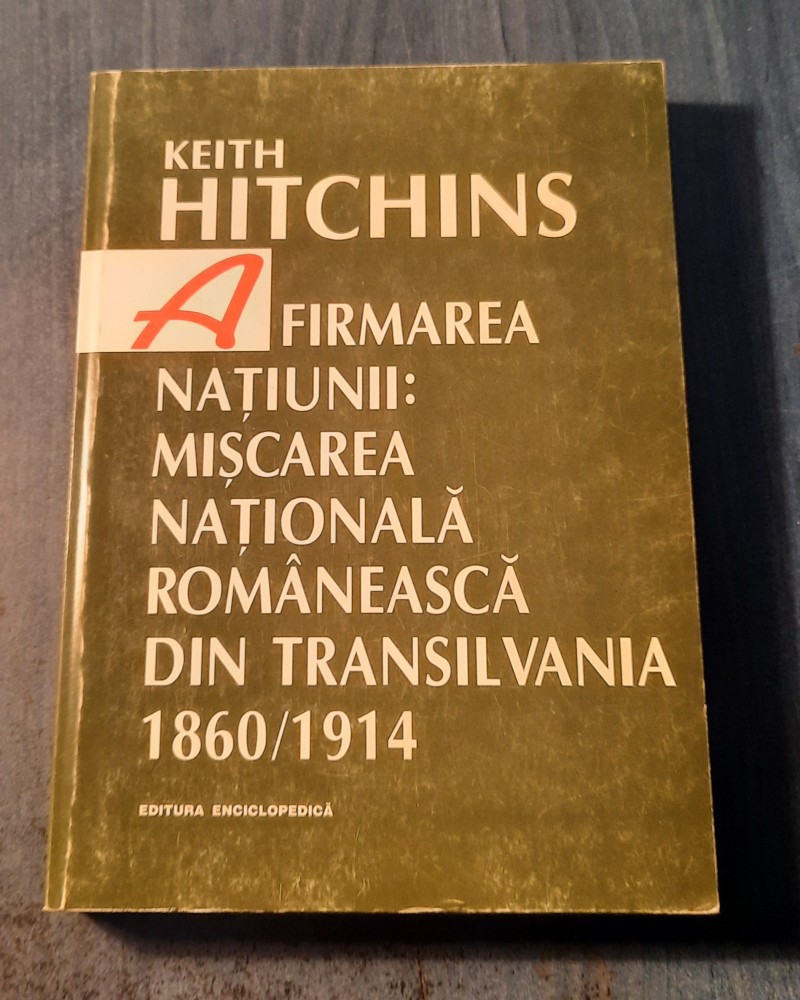 KEITH
HITCHINS
AFIRMAREA
NAȚIUNII:
MIȘCAREA
NAȚIONALĂ
ROMÂNEASCĂ
DIN TRANSILVANIA
1860/1914
EDITURA ENCICLOPEDICĂ